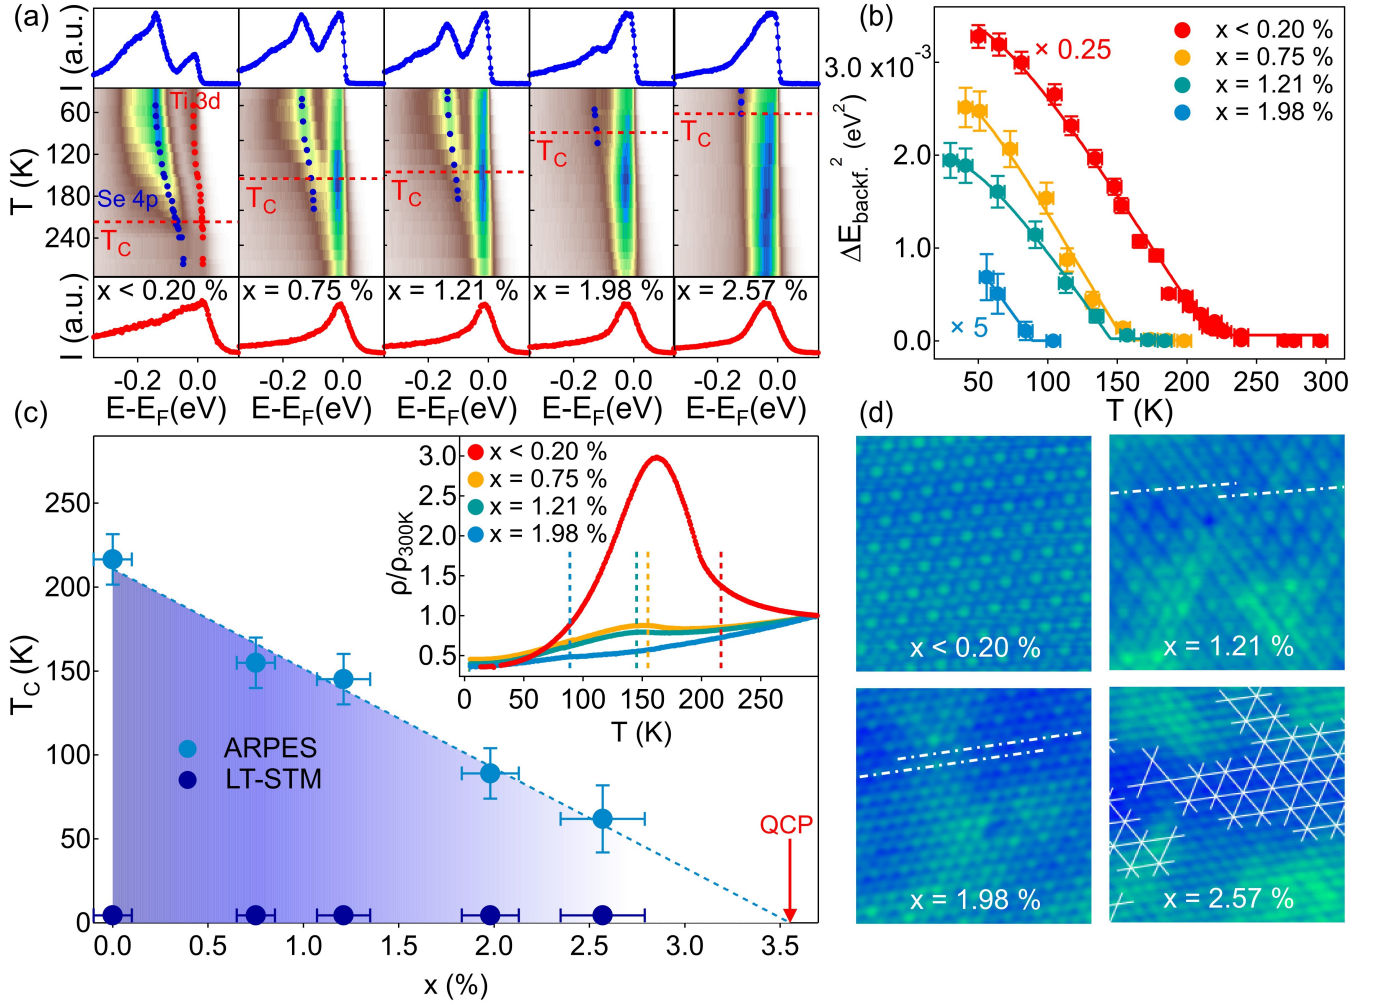 (a)
I (a.u.)
Ti 3d
60
120
180
240
T (K)
Se 4p
T_C
T_C
T_C
T_C
T_C
I (a.u.)
x < 0.20 %
x = 0.75 %
x = 1.21 %
x = 1.98 %
x = 2.57 %
-0.2 0.0 -0.2 0.0 -0.2 0.0 -0.2 0.0 -0.2 0.0
E-E_F(eV) E-E_F(eV) E-E_F(eV) E-E_F(eV) E-E_F(eV)
(b)
ΔE_backf.^2 (eV^2)
3.0 x10^-3
2.0
1.0
0.0
× 0.25
× 5
x < 0.20 %
x = 0.75 %
x = 1.21 %
x = 1.98 %
50 100 150 200 250 300
T (K)
(c)
T_C (K)
250
200
150
100
50
0
ARPES
LT-STM
QCP
0.0 0.5 1.0 1.5 2.0 2.5 3.0 3.5
x (%)
ρ/ρ_300K
3.0
2.5
2.0
1.5
1.0
0.5
x < 0.20 %
x = 0.75 %
x = 1.21 %
x = 1.98 %
0 50 100 150 200 250
T (K)
(d)
x < 0.20 %
x = 1.21 %
x = 1.98 %
x = 2.57 %